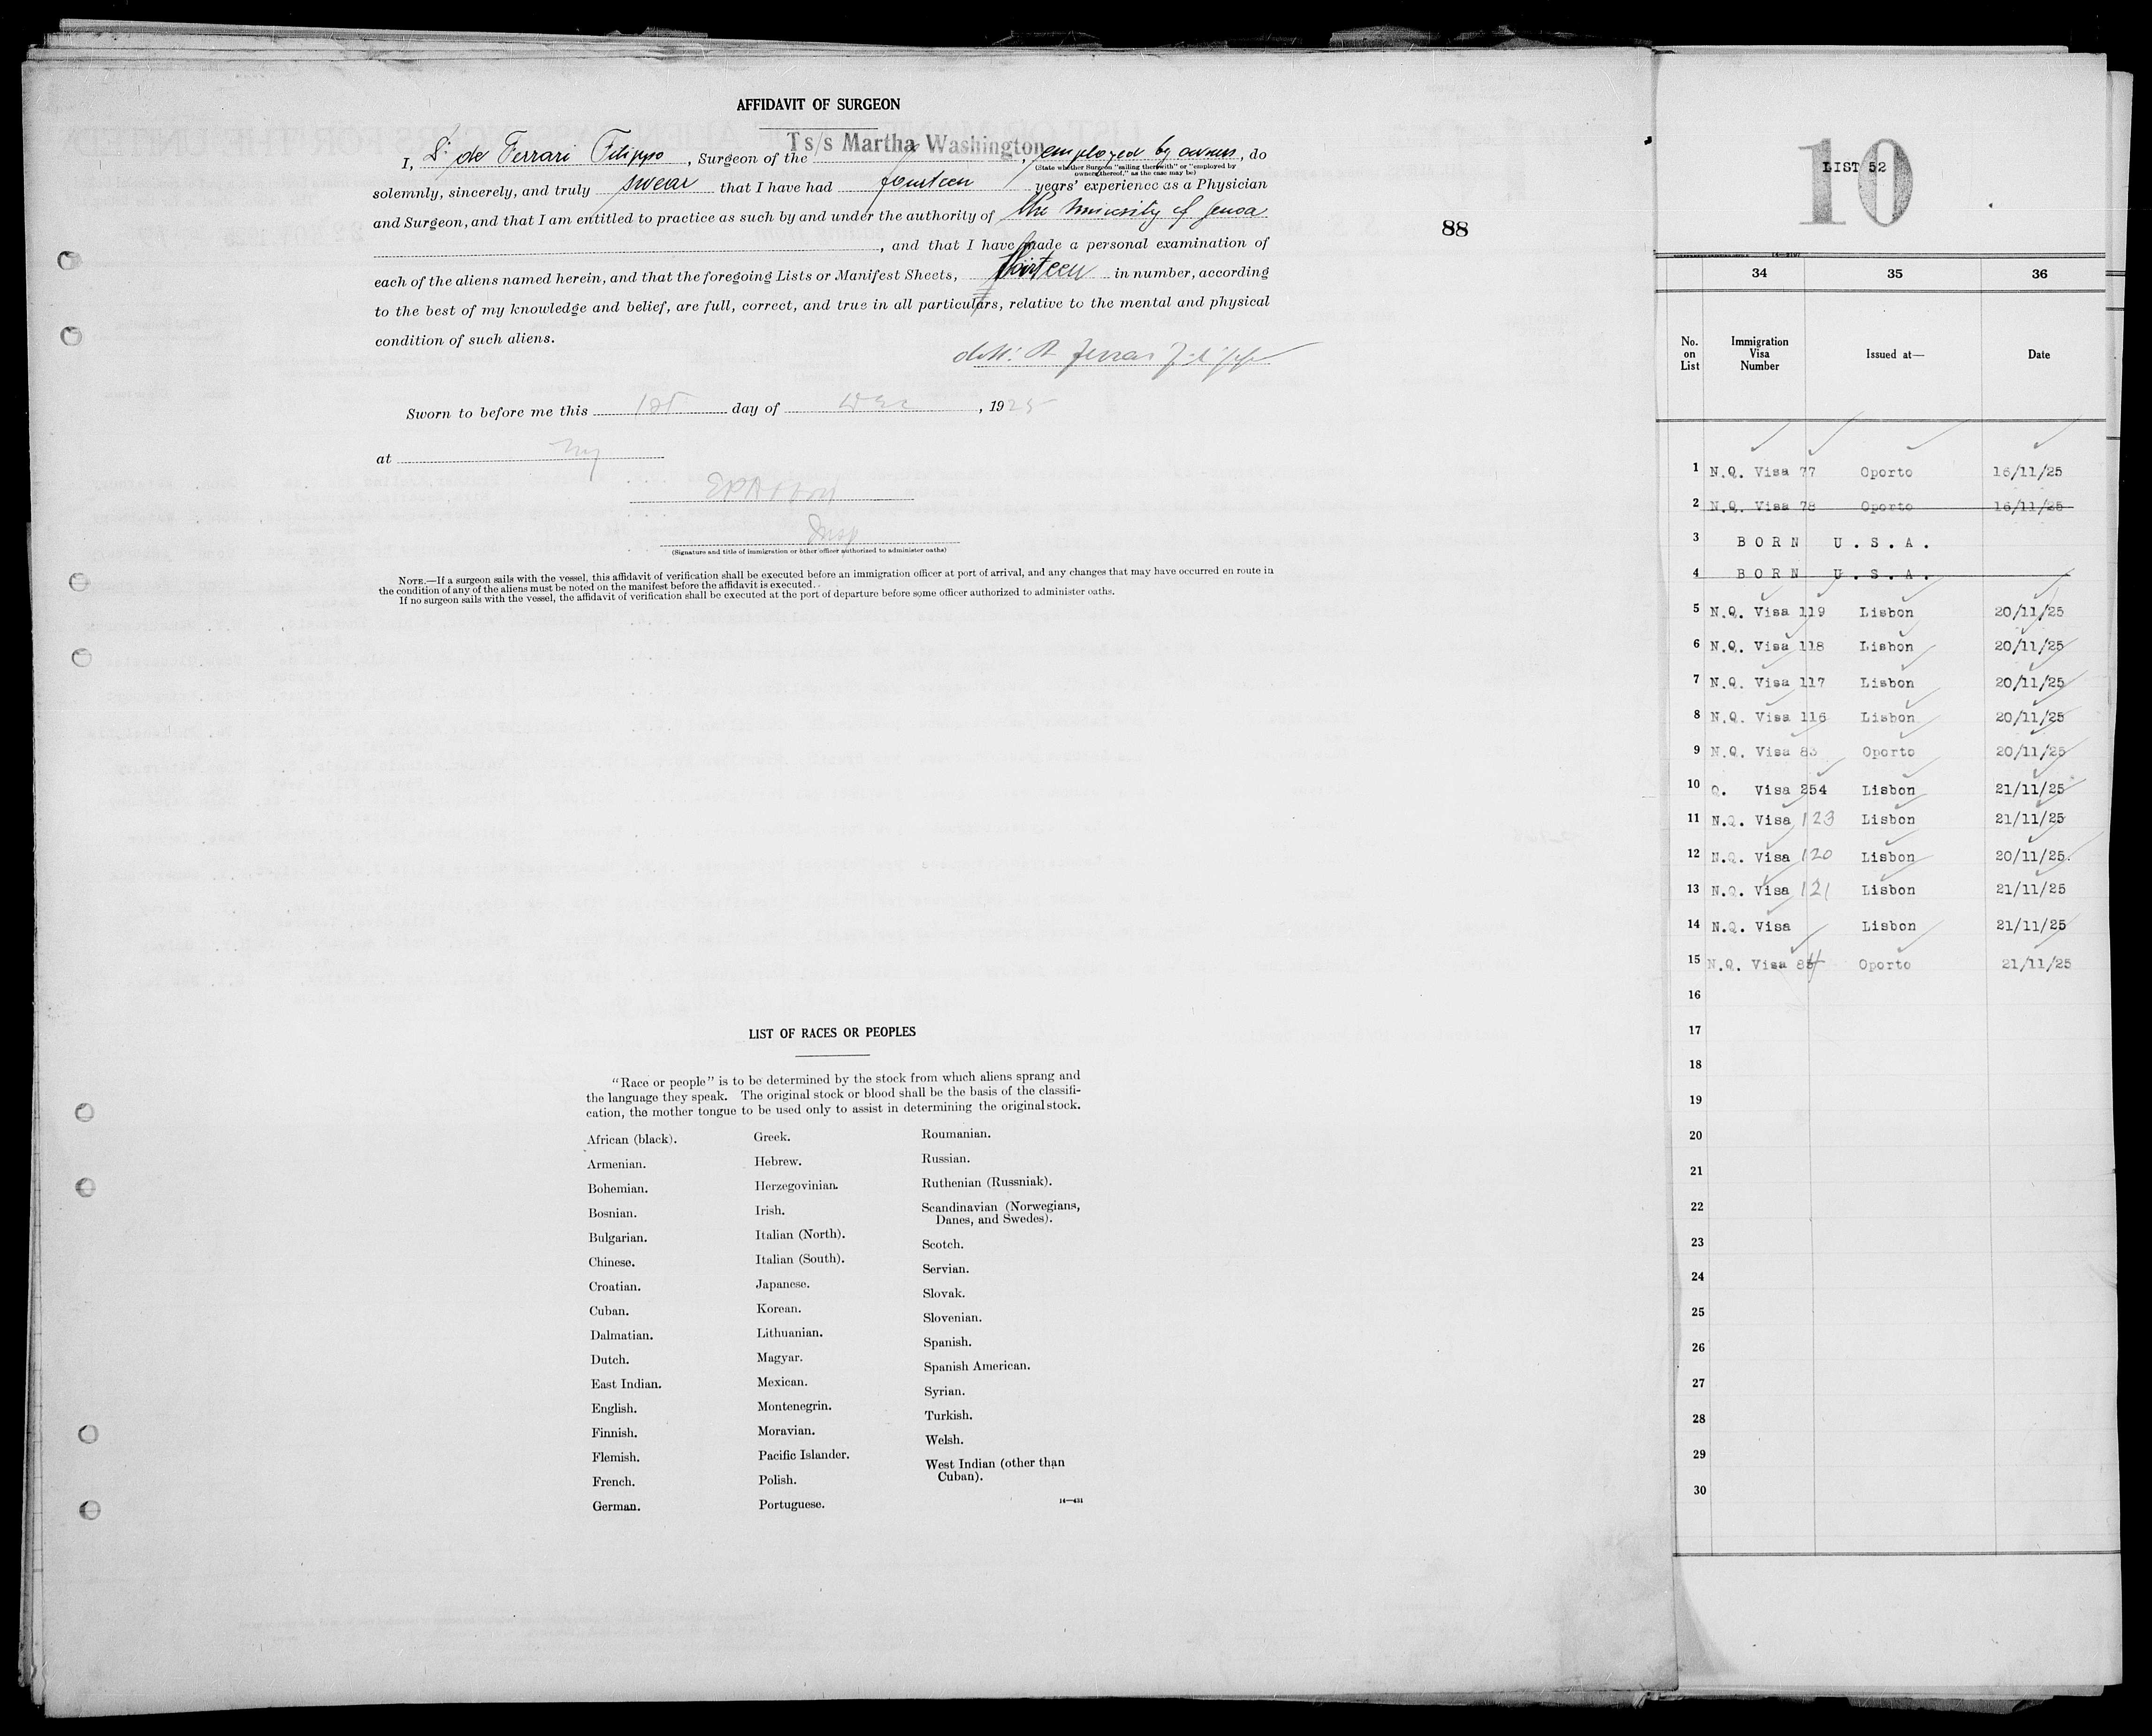 AFFIDAVIT OF SURGEON
I, Dr. de Ferrari Filippo, Surgeon of the Ts/s Martha Washington, employed by owners, do
(State whether Surgeon "sailing therewith" or "employed by
owners thereof," as the case may be)
solemnly, sincerely, and truly swear that I have had fourteen years' experience as a Physician
and Surgeon, and that I am entitled to practice as such by and under the authority of the University of Genoa
, and that I have made a personal examination of
each of the aliens named herein, and that the foregoing Lists or Manifest Sheets, in number, according
to the best of my knowledge and belief, are full, correct, and true in all particulars, relative to the mental and physical
condition of such aliens.
Sworn to before me this 1st day of Dec, 1925
at NY
Insp
(Signature and title of immigration or other officer authorized to administer oaths)
NOTE.—If a surgeon sails with the vessel, this affidavit of verification shall be executed before an immigration officer at port of arrival, and any changes that may have occurred en route in
the condition of any of the aliens must be noted on the manifest before the affidavit is executed.
If no surgeon sails with the vessel, the affidavit of verification shall be executed at the port of departure before some officer authorized to administer oaths.
88
LIST OF RACES OR PEOPLES
"Race or people" is to be determined by the stock from which aliens sprang and
the language they speak. The original stock or blood shall be the basis of the classifi-
cation, the mother tongue to be used only to assist in determining the original stock.
African (black).
Armenian.
Bohemian.
Bosnian.
Bulgarian.
Chinese.
Croatian.
Cuban.
Dalmatian.
Dutch.
East Indian.
English.
Finnish.
Flemish.
French.
German.
Greek.
Hebrew.
Herzegovinian.
Irish.
Italian (North).
Italian (South).
Japanese.
Korean.
Lithuanian.
Magyar.
Mexican.
Montenegrin.
Moravian.
Pacific Islander.
Polish.
Portuguese.
Roumanian.
Russian.
Ruthenian (Russniak).
Scandinavian (Norwegians,
Danes, and Swedes).
Scotch.
Servian.
Slovak.
Slovenian.
Spanish.
Spanish American.
Syrian.
Turkish.
Welsh.
West Indian (other than
Cuban).
14—431
10
LIST 52
34 35 36
No. on List Immigration Visa Number Issued at— Date
1 N.Q. Visa 77 Oporto 16/11/25
2 N.Q. Visa 78 Oporto 16/11/25
3 BORN U.S.A.
4 BORN U.S.A.
5 N.Q. Visa 119 Lisbon 20/11/25
6 N.Q. Visa 118 Lisbon 20/11/25
7 N.Q. Visa 117 Lisbon 20/11/25
8 N.Q. Visa 116 Lisbon 20/11/25
9 N.Q. Visa 83 Oporto 20/11/25
10 Q. Visa 254 Lisbon 21/11/25
11 N.Q. Visa 123 Lisbon 21/11/25
12 N.Q. Visa 120 Lisbon 20/11/25.
13 N.Q. Visa 121 Lisbon 21/11/25
14 N.Q. Visa Lisbon 21/11/25
15 N.Q. Visa 84 Oporto 21/11/25
16
17
18
19
20
21
22
23
24
25
26
27
28
29
30